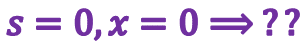 s = 0, x = 0 ⟹ ??